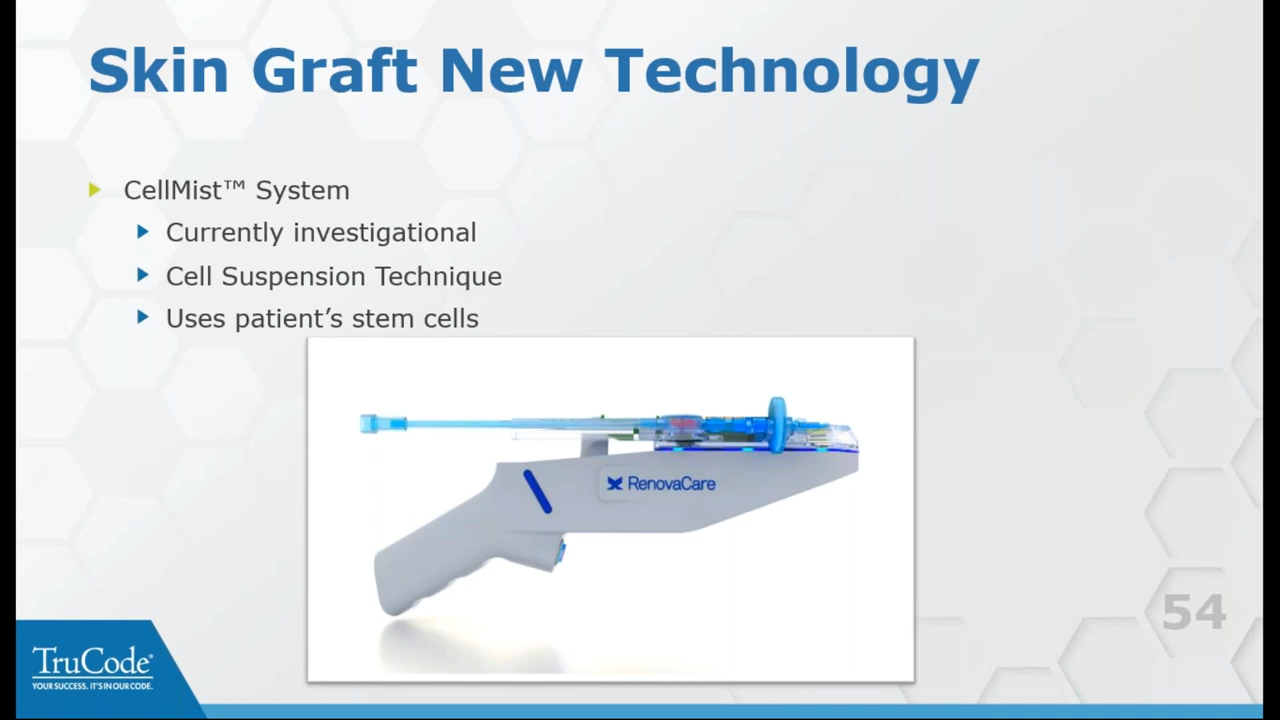 Skin Graft New Technology
CellMist™ System
Currently investigational
Cell Suspension Technique
Uses patient’s stem cells
RenovaCare
54
TruCode®
YOUR SUCCESS. IT'S IN OUR CODE.